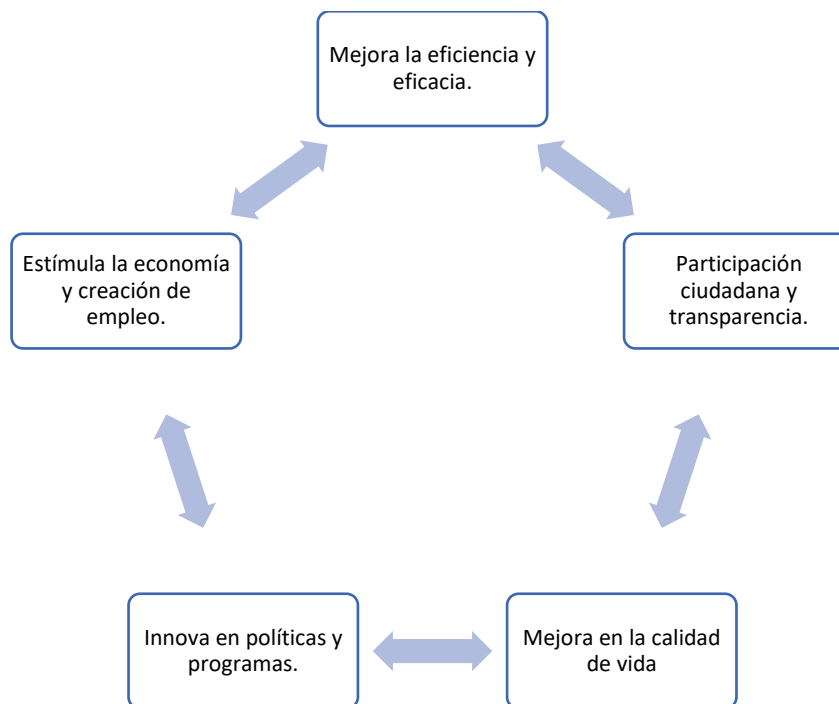 Mejora la eficiencia y
eficacia.
Estímula la economía
y creación de
empleo.
Participación
ciudadana y
transparencia.
Innova en políticas y
programas.
Mejora en la calidad
de vida